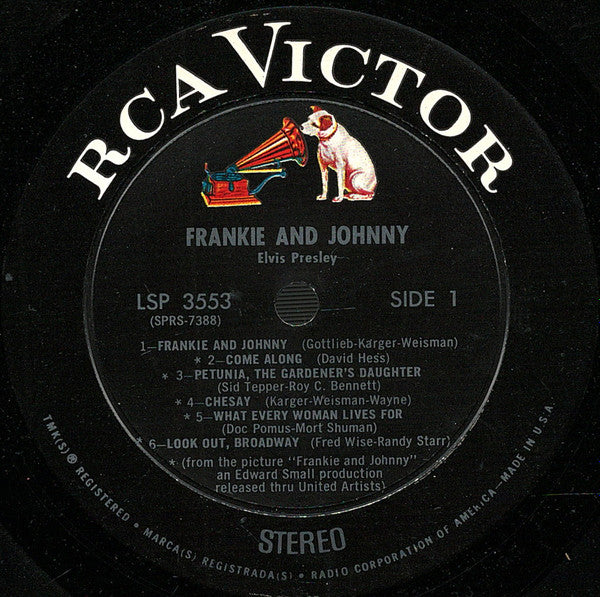 RCA VICTOR
FRANKIE AND JOHNNY
Elvis Presley
LSP 3553
(SPRS-7388)
SIDE 1
1—FRANKIE AND JOHNNY (Gottlieb-Karger-Weisman)
* 2—COME ALONG (David Hess)
* 3—PETUNIA, THE GARDENER'S DAUGHTER
(Sid Tepper-Roy C. Bennett)
* 4—CHESAY (Karger-Weisman-Wayne)
* 5—WHAT EVERY WOMAN LIVES FOR
(Doc Pomus-Mort Shuman)
* 6—LOOK OUT, BROADWAY (Fred Wise-Randy Starr)
* (from the picture "Frankie and Johnny" –
an Edward Small production
released thru United Artists)
STEREO
TMK(S) ® REGISTERED • MARCA(S) REGISTRADA(S) • RADIO CORPORATION OF AMERICA—MADE IN U.S.A.